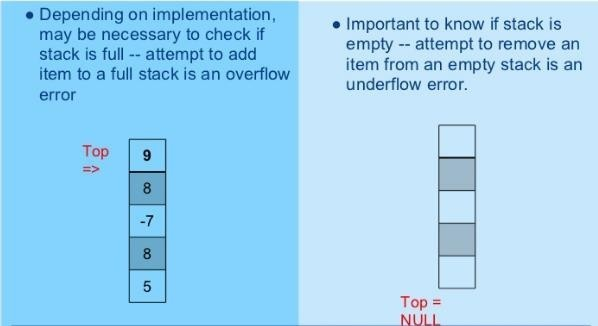 ● Depending on implementation,
may be necessary to check if
stack is full -- attempt to add
item to a full stack is an overflow
error
Top
=>
9
8
-7
8
5
● Important to know if stack is
empty -- attempt to remove an
item from an empty stack is an
underflow error.
Top =
NULL